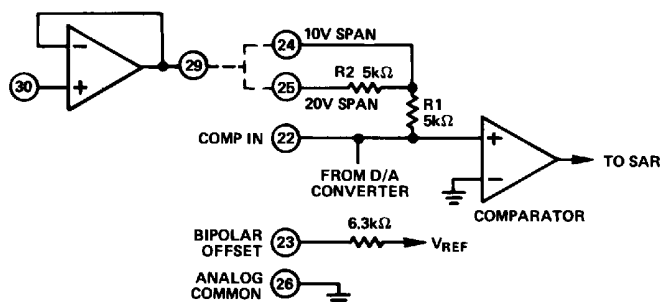 24 10V SPAN
29
30
R2 5kΩ
25
20V SPAN
R1
5kΩ
COMP IN 22
TO SAR
FROM D/A
CONVERTER
COMPARATOR
6.3kΩ
BIPOLAR
OFFSET 23
VREF
ANALOG
COMMON 26